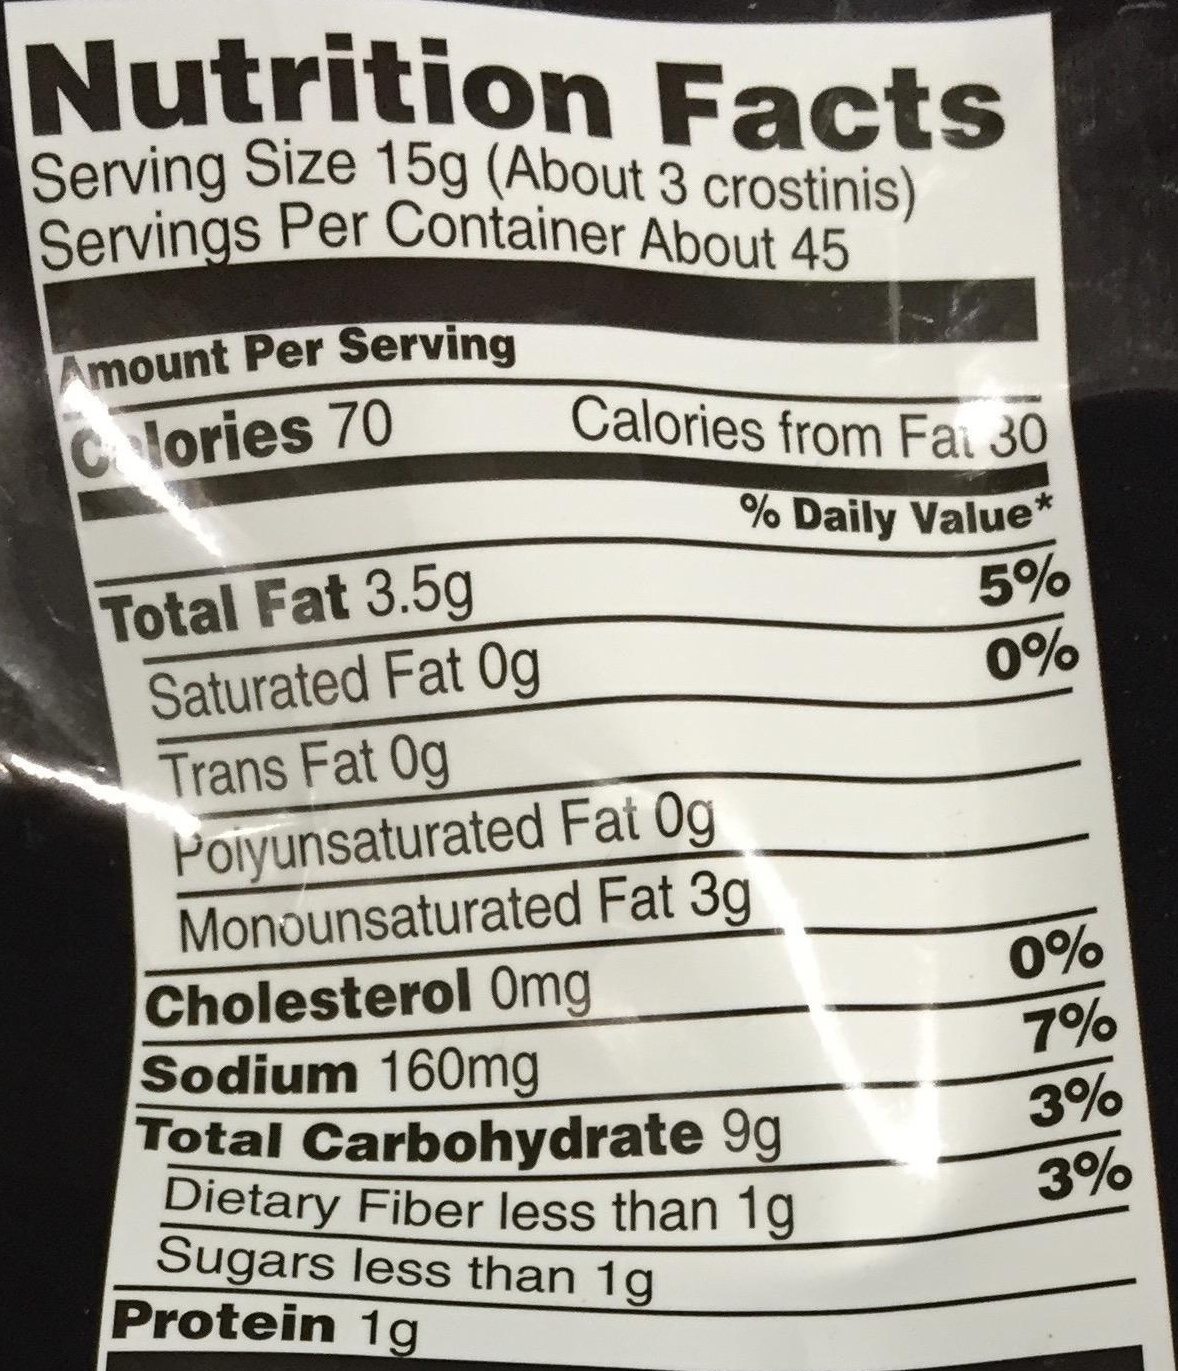 Nutrition Facts
Serving Size 15g (About 3 crostinis)
Servings Per Container About 45
Amount Per Serving
Calories 70 Calories from Fat 30
% Daily Value*
Total Fat 3.5g 5%
Saturated Fat 0g 0%
Trans Fat 0g
Polyunsaturated Fat 0g
Monounsaturated Fat 3g
Cholesterol 0mg 0%
Sodium 160mg 7%
Total Carbohydrate 9g 3%
Dietary Fiber less than 1g 3%
Sugars less than 1g
Protein 1g